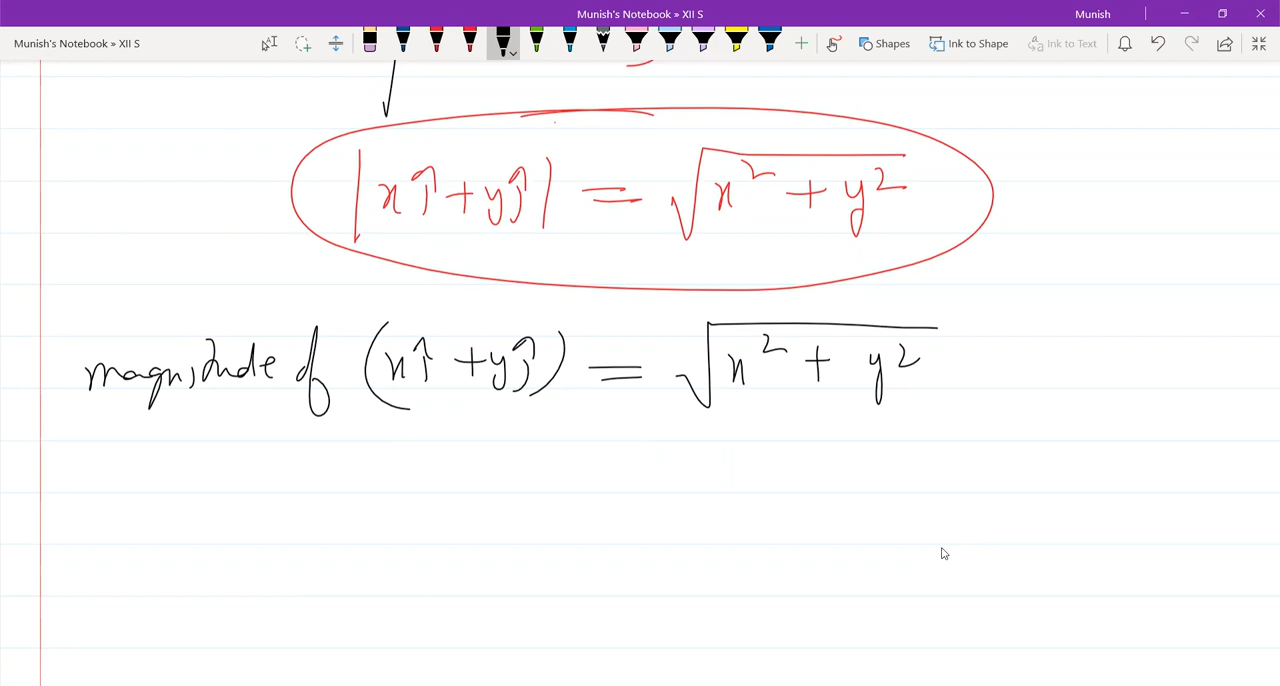 Munish's Notebook » XII S
Munish
Munish's Notebook » XII S
Shapes
Ink to Shape
Ink to Text
|xî + yĵ| = √(x² + y²)
magnitude of (xî + yĵ) = √(x² + y²)